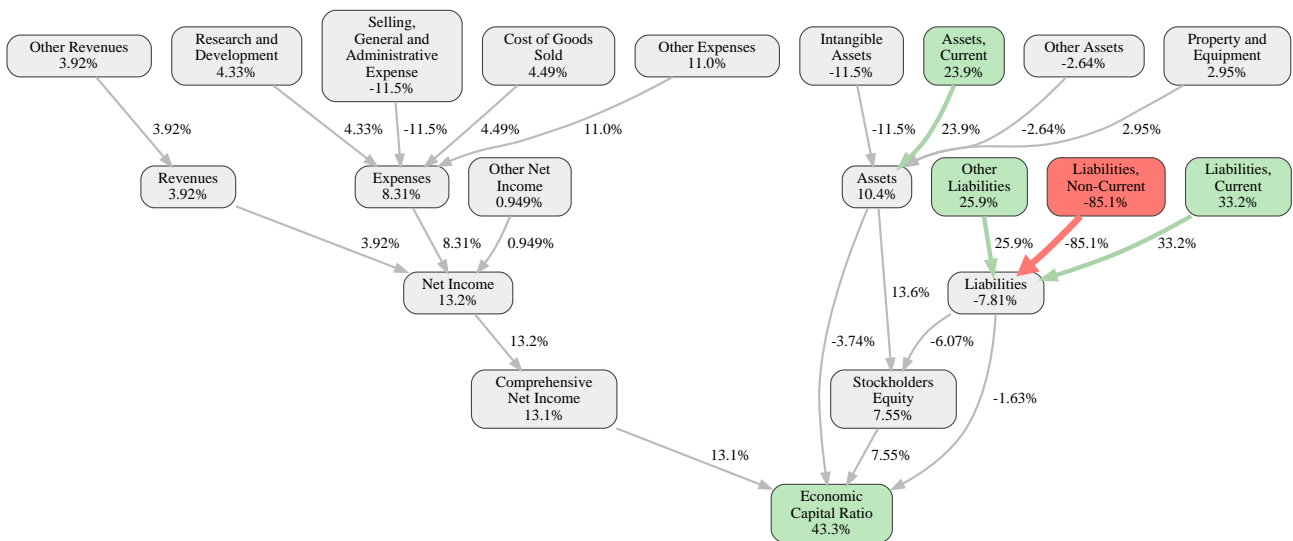 Other Revenues
3.92%
Research and
Development
4.33%
Selling,
General and
Administrative
Expense
-11.5%
Cost of Goods
Sold
4.49%
Other Expenses
11.0%
Intangible
Assets
-11.5%
Assets,
Current
23.9%
Other Assets
-2.64%
Property and
Equipment
2.95%
3.92%
4.33%
-11.5%
4.49%
11.0%
-11.5%
23.9%
-2.64%
2.95%
Revenues
3.92%
Expenses
8.31%
Other Net
Income
0.949%
Assets
10.4%
Other
Liabilities
25.9%
Liabilities,
Non-Current
-85.1%
Liabilities,
Current
33.2%
3.92%
8.31%
0.949%
25.9%
-85.1%
33.2%
Net Income
13.2%
13.6%
Liabilities
-7.81%
13.2%
-3.74%
-6.07%
Comprehensive
Net Income
13.1%
Stockholders
Equity
7.55%
-1.63%
13.1%
7.55%
Economic
Capital Ratio
43.3%